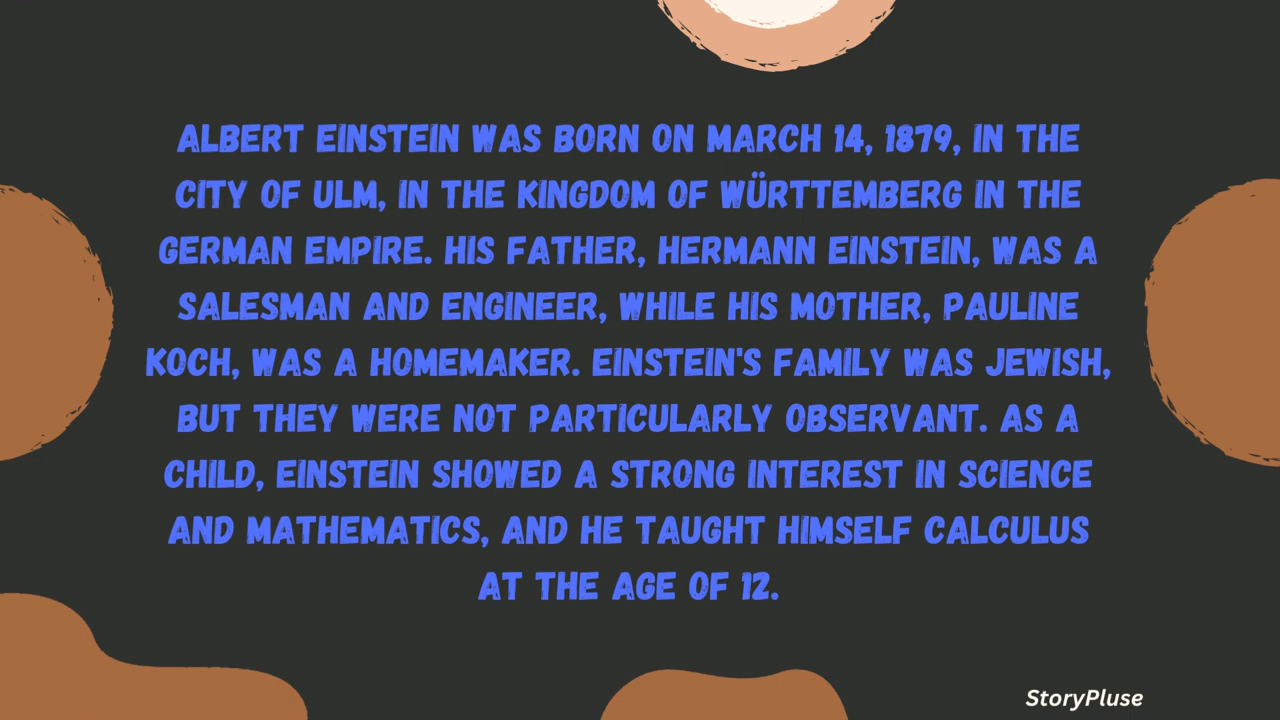 ALBERT EINSTEIN WAS BORN ON MARCH 14, 1879, IN THE
CITY OF ULM, IN THE KINGDOM OF WÜRTTEMBERG IN THE
GERMAN EMPIRE. HIS FATHER, HERMANN EINSTEIN, WAS A
SALESMAN AND ENGINEER, WHILE HIS MOTHER, PAULINE
KOCH, WAS A HOMEMAKER. EINSTEIN'S FAMILY WAS JEWISH,
BUT THEY WERE NOT PARTICULARLY OBSERVANT. AS A
CHILD, EINSTEIN SHOWED A STRONG INTEREST IN SCIENCE
AND MATHEMATICS, AND HE TAUGHT HIMSELF CALCULUS
AT THE AGE OF 12.
StoryPluse